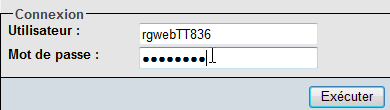 Connexion
Utilisateur : rgwebTT836
Mot de passe : ••••••••
Exécuter